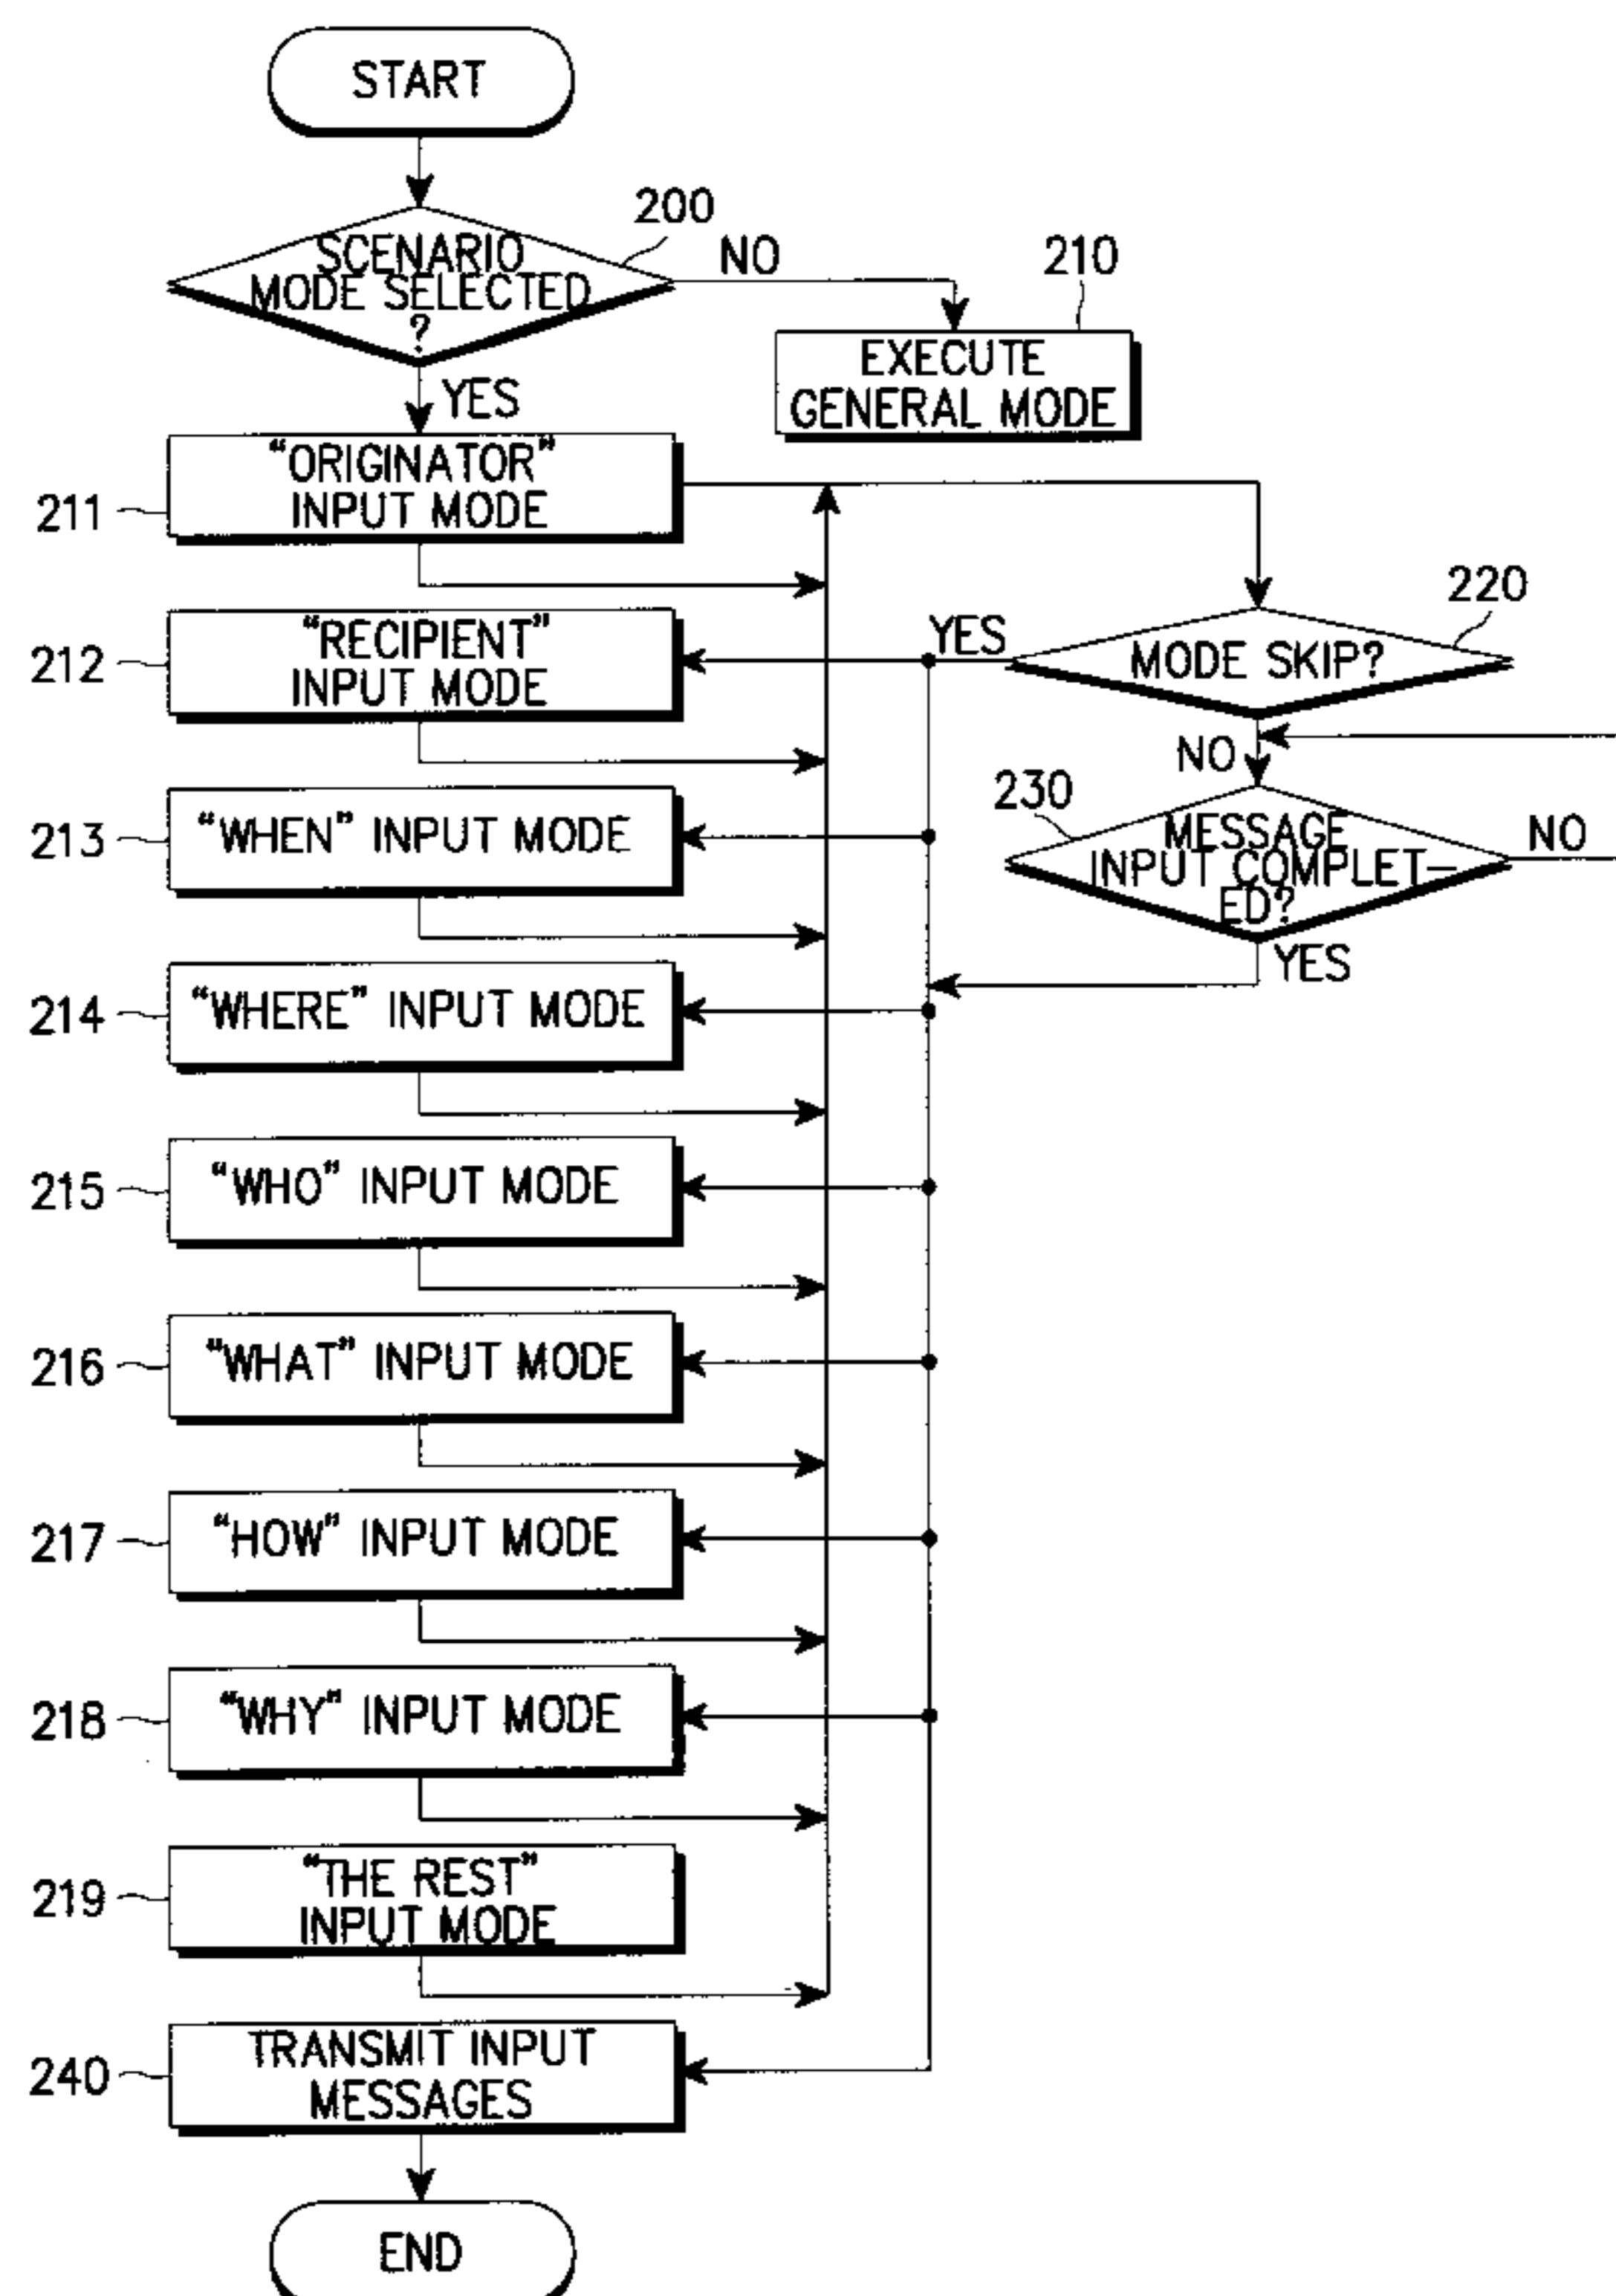 START
200
SCENARIO
MODE SELECTED
?
NO
210
EXECUTE
GENERAL MODE
YES
211
“ORIGINATOR”
INPUT MODE
220
YES
MODE SKIP?
212
“RECIPIENT”
INPUT MODE
NO
230
MESSAGE
INPUT COMPLET-
ED?
NO
YES
213
“WHEN” INPUT MODE
214
“WHERE” INPUT MODE
215
“WHO” INPUT MODE
216
“WHAT” INPUT MODE
217
“HOW” INPUT MODE
218
“WHY” INPUT MODE
219
“THE REST”
INPUT MODE
240
TRANSMIT INPUT
MESSAGES
END